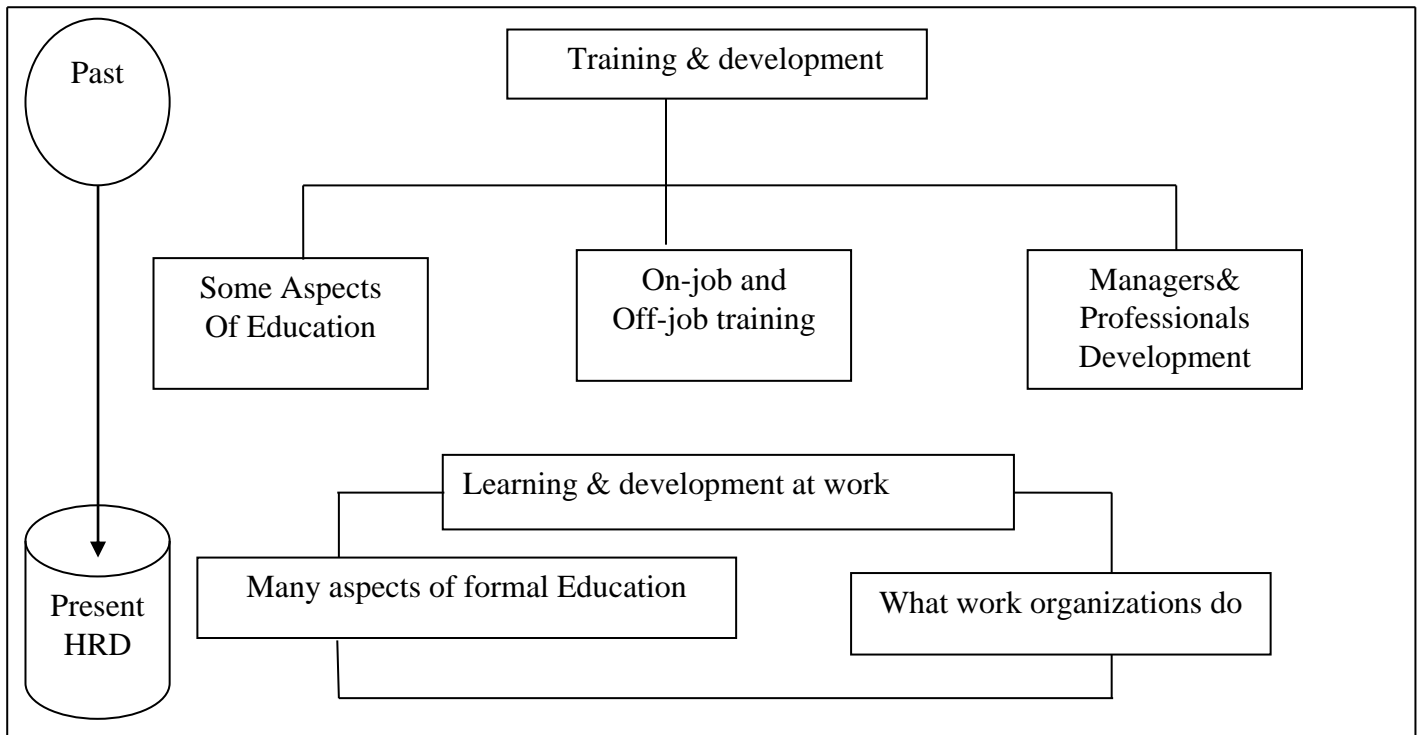 Past
Training & development
Some Aspects
Of Education
On-job and
Off-job training
Managers&
Professionals
Development
Learning & development at work
Many aspects of formal Education
What work organizations do
Present
HRD